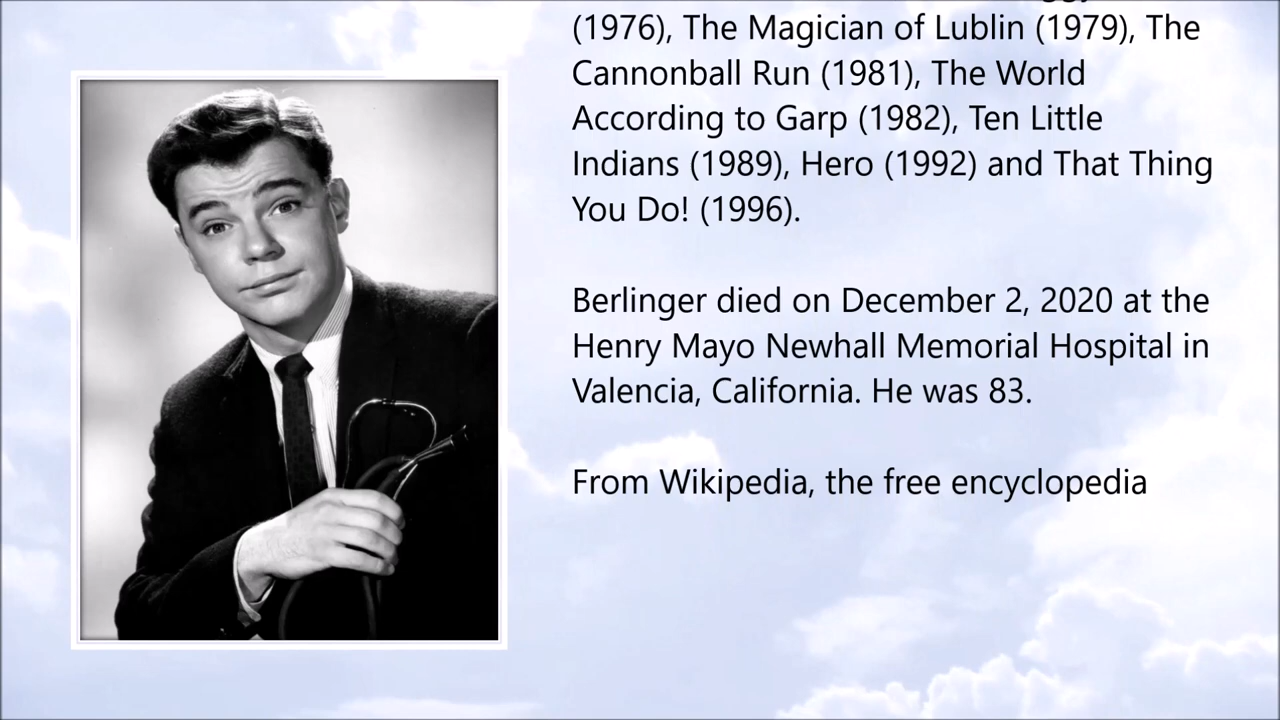 (1976), The Magician of Lublin (1979), The
Cannonball Run (1981), The World
According to Garp (1982), Ten Little
Indians (1989), Hero (1992) and That Thing
You Do! (1996).
Berlinger died on December 2, 2020 at the
Henry Mayo Newhall Memorial Hospital in
Valencia, California. He was 83.
From Wikipedia, the free encyclopedia